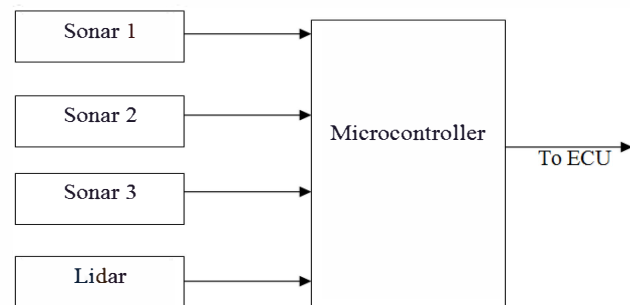 Sonar 1
Sonar 2
Microcontroller
To ECU
Sonar 3
Lidar